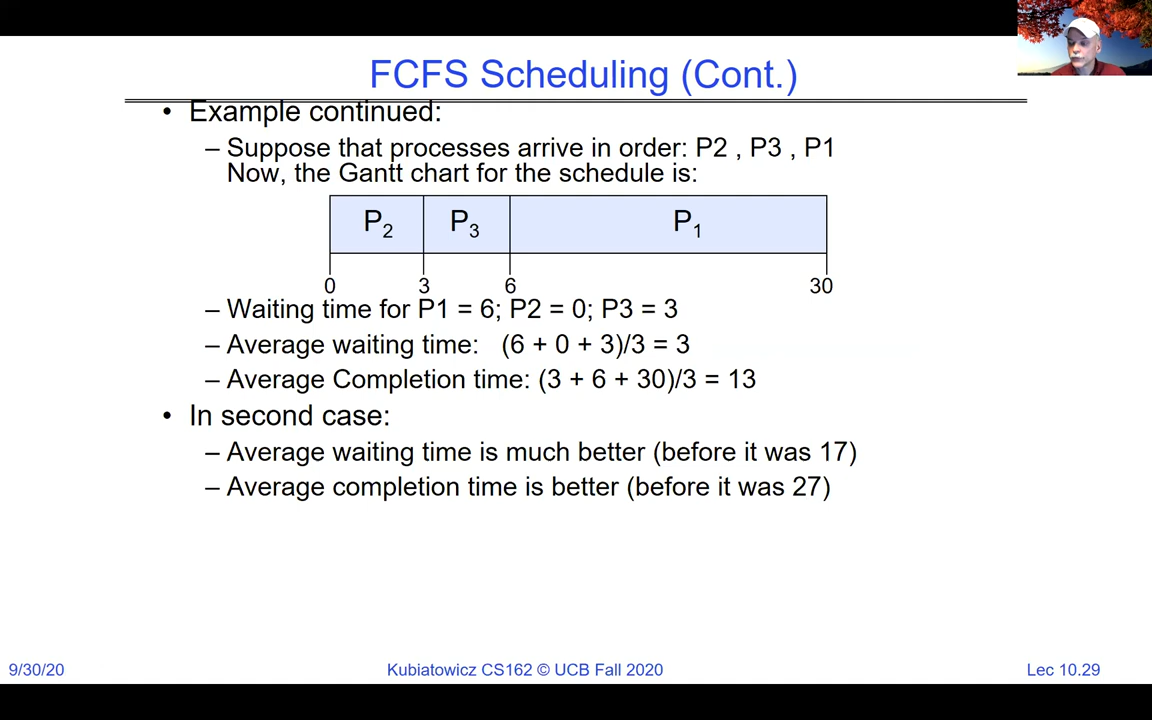 FCFS Scheduling (Cont.)
• Example continued:
– Suppose that processes arrive in order: P2 , P3 , P1
Now, the Gantt chart for the schedule is:
P2 P3 P1
0 3 6 30
– Waiting time for P1 = 6; P2 = 0; P3 = 3
– Average waiting time: (6 + 0 + 3)/3 = 3
– Average Completion time: (3 + 6 + 30)/3 = 13
• In second case:
– Average waiting time is much better (before it was 17)
– Average completion time is better (before it was 27)
9/30/20 Kubiatowicz CS162 © UCB Fall 2020 Lec 10.29